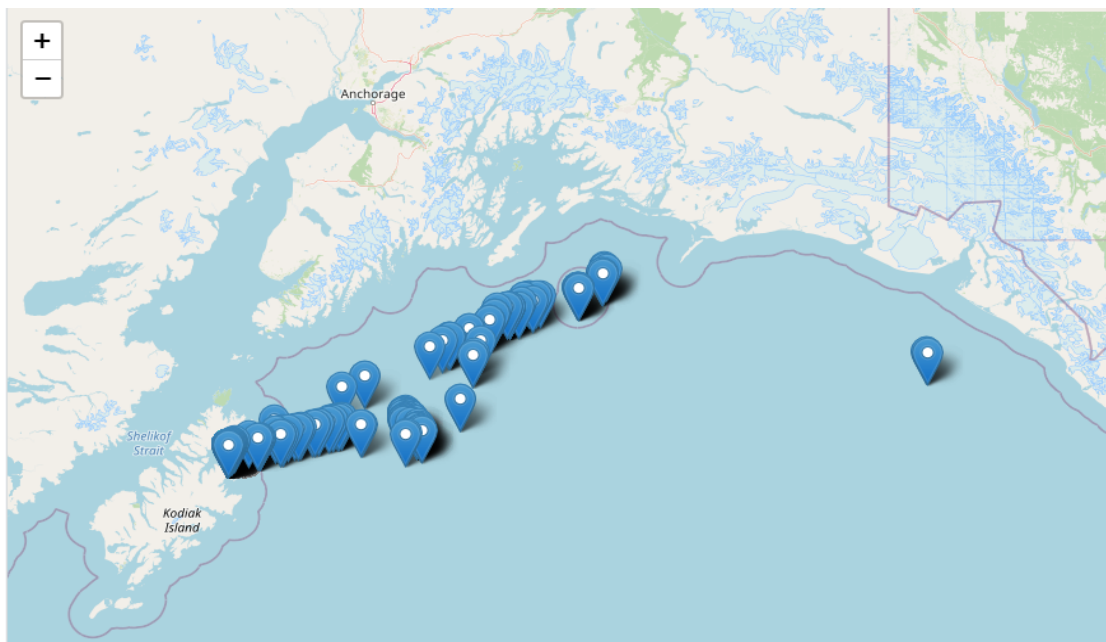 +
−
Anchorage
Shelikof
Strait
Kodiak
Island